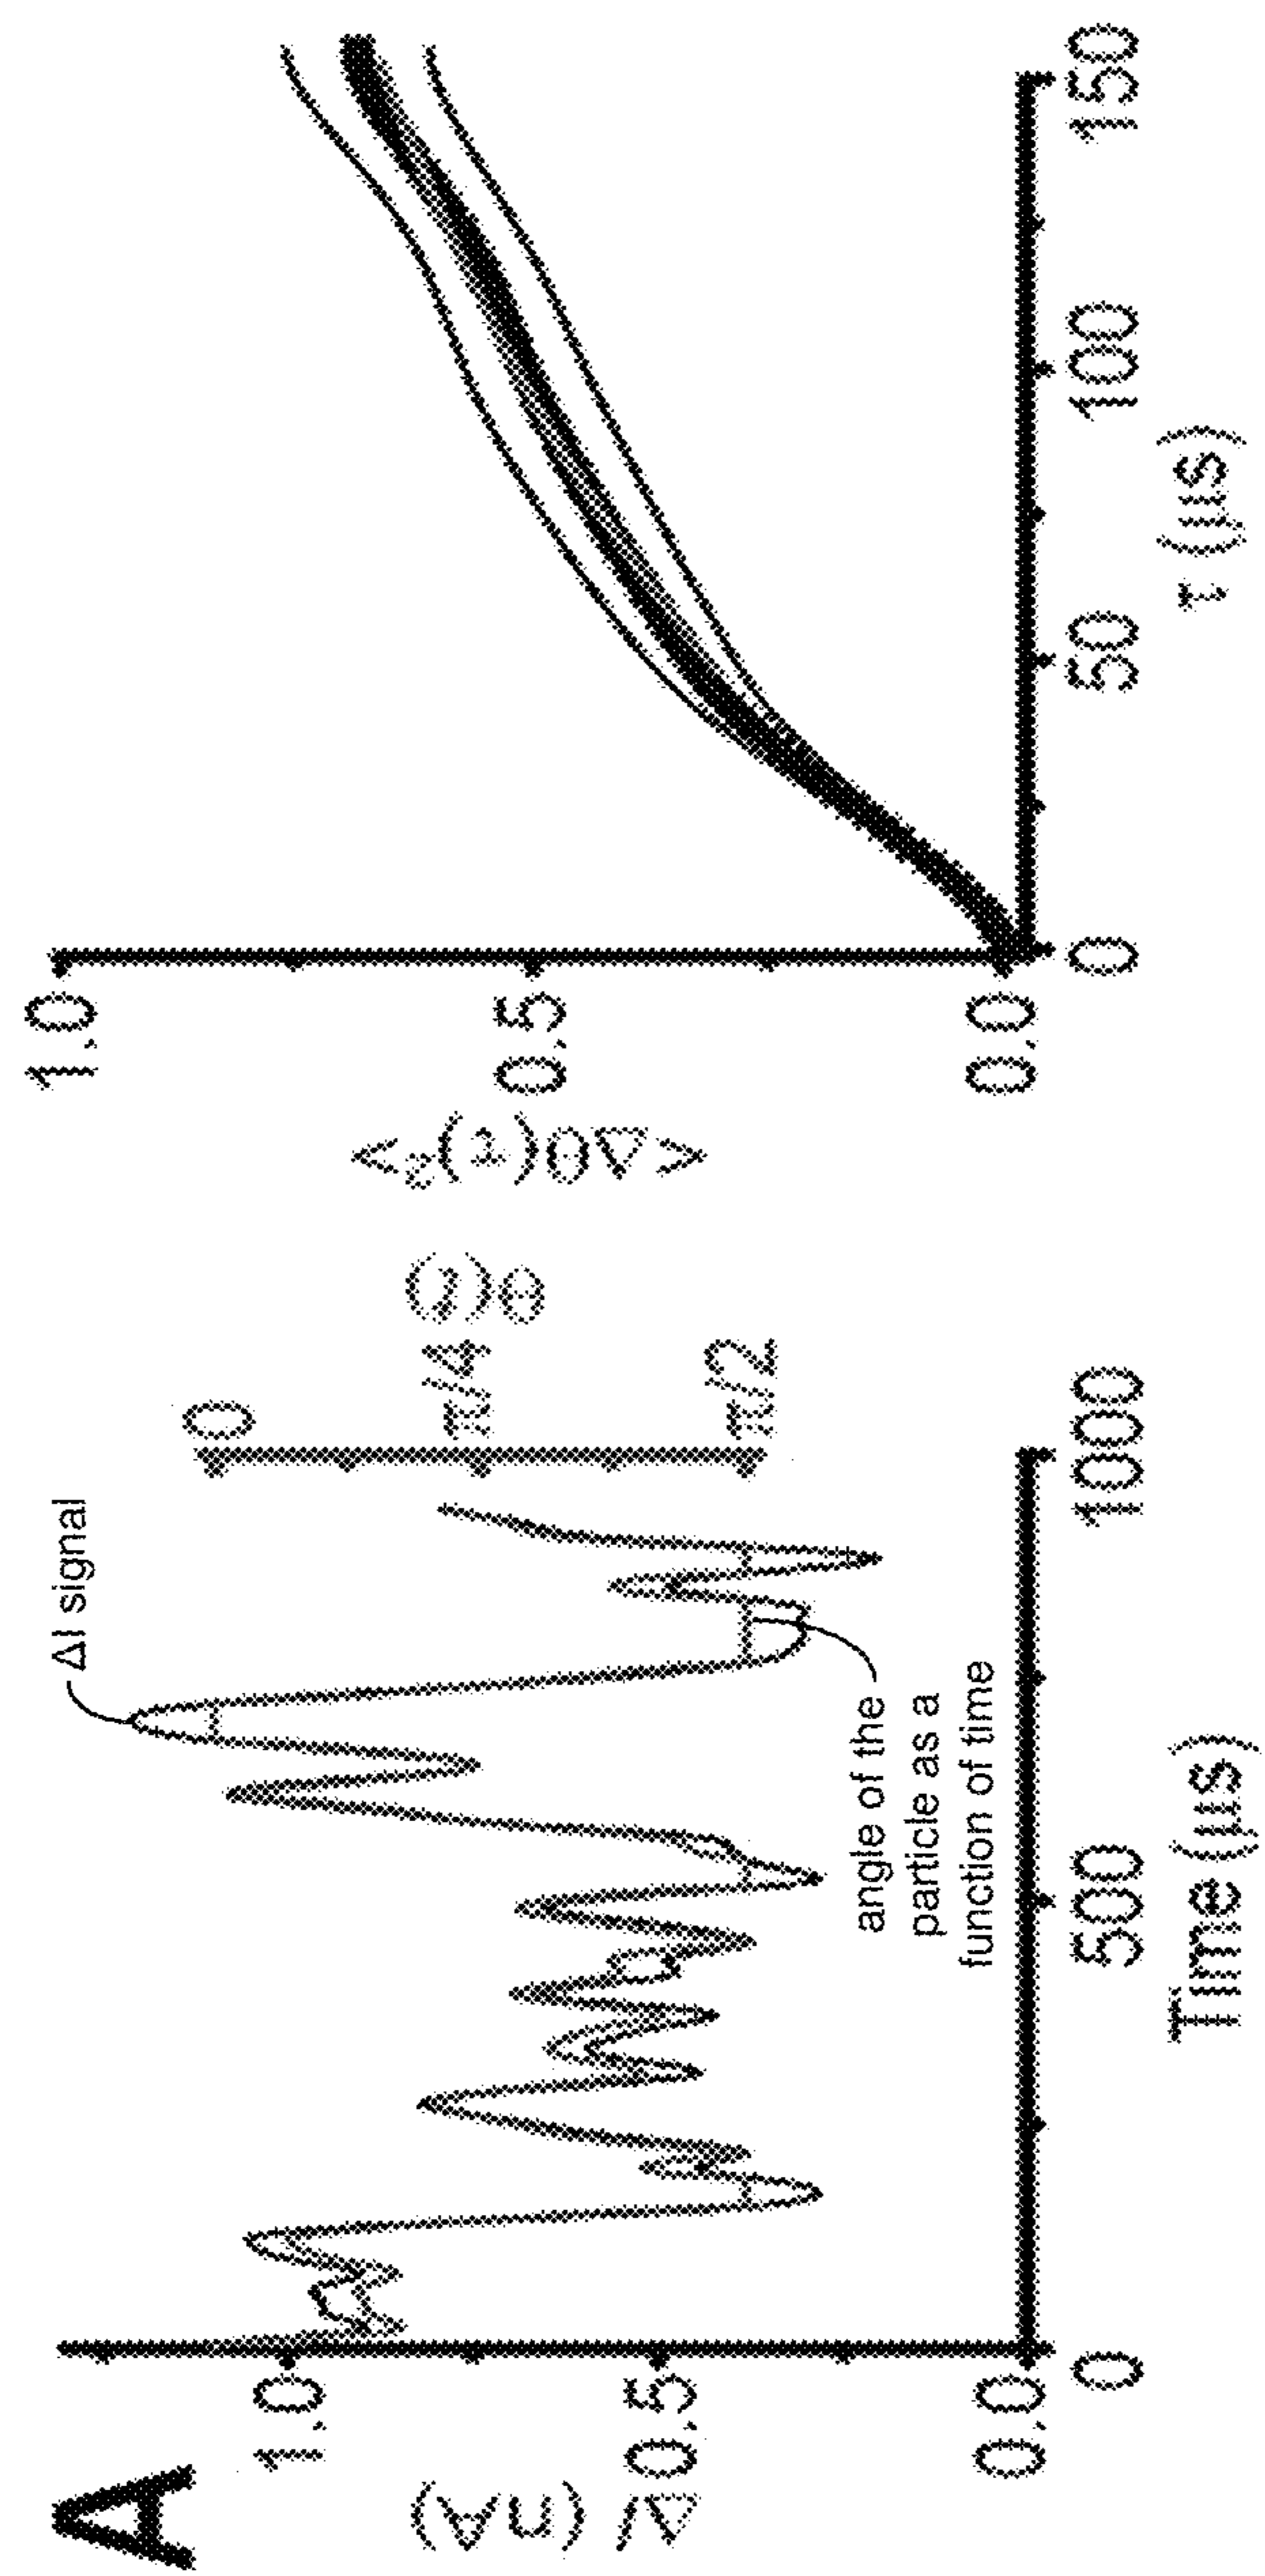 A
ΔI signal
ΔI (nA)
1.0
0.5
0.0
0
500
1000
Time (µs)
0
π/4
π/2
Θ(t)
angle of the
particle as a
function of time
<ΔΘ(τ)²>
1.0
0.5
0.0
0
50
100
150
τ (µs)